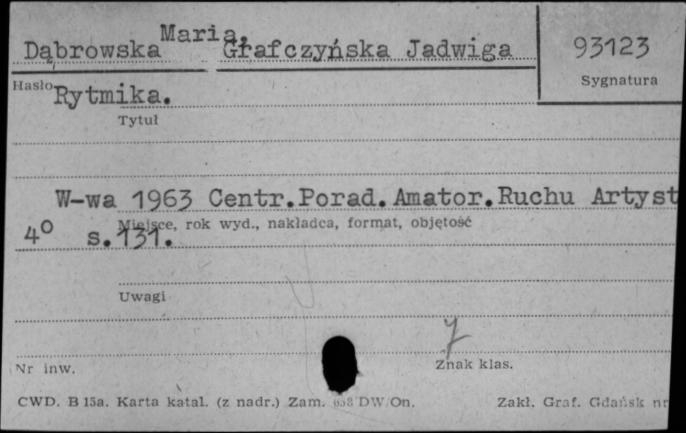 Dąbrowska Maria, Grafczyńska Jadwiga 93123
Sygnatura
Hasło Rytmika.
Tytuł
W-wa 1963 Centr.Porad.Amator.Ruchu Artyst
Miejsce, rok wyd., nakładca, format, objętość
4° s.131.
Uwagi
7
Nr inw. Znak klas.
CWD. B 15a. Karta katal. (z nadr.) Zam. DW/On. Zakł. Graf. Gdańsk nr